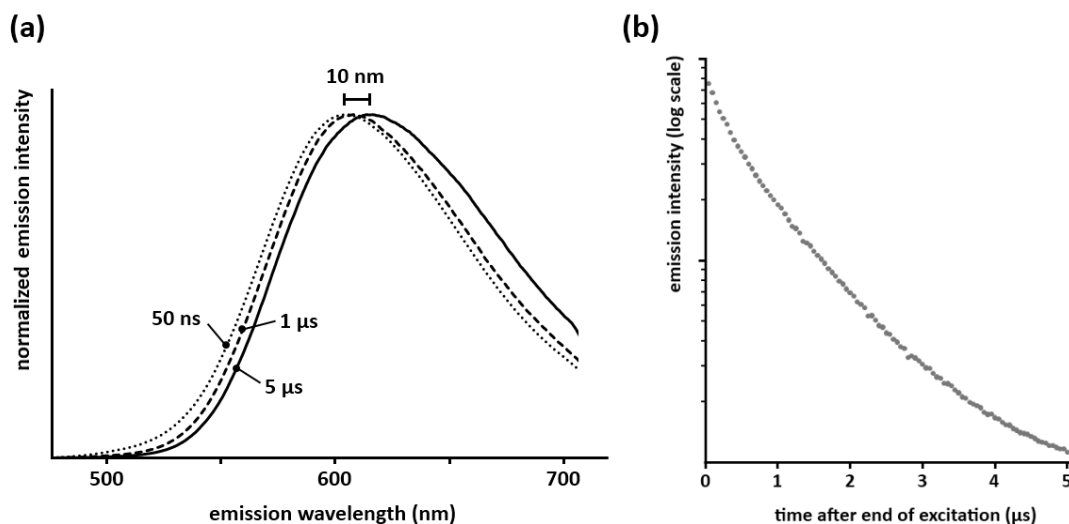 (a)
10 nm
normalized emission intensity
50 ns
1 µs
5 µs
500
600
700
emission wavelength (nm)
(b)
emission intensity (log scale)
0
1
2
3
4
5
time after end of excitation (µs)